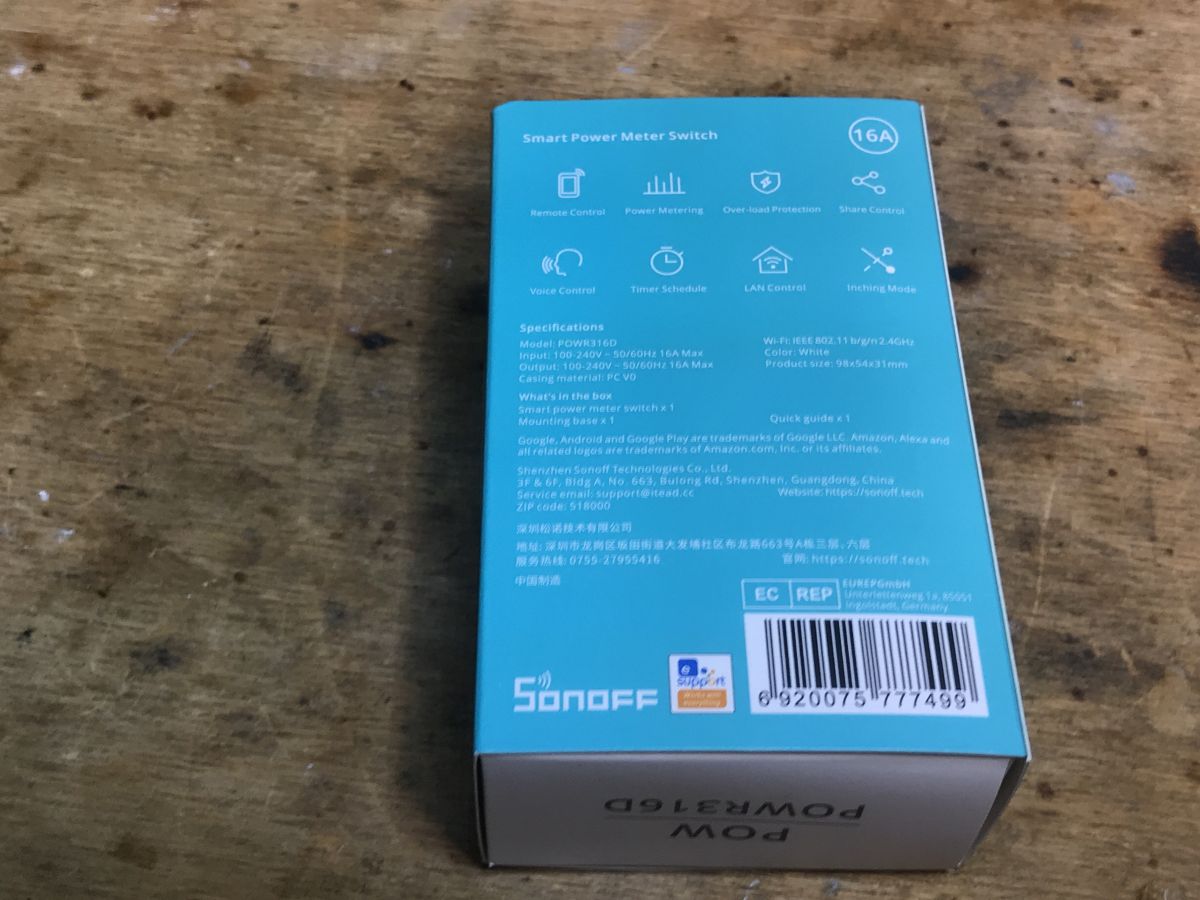 Smart Power Meter Switch
16A
Remote Control
Power Metering
Over-load Protection
Share Control
Voice Control
Timer Schedule
LAN Control
Inching Mode
Specifications
Model: POWR316D
Wi-Fi: IEEE 802.11 b/g/n 2.4GHz
Input: 100-240V ~ 50/60Hz 16A Max
Color: White
Output: 100-240V ~ 50/60Hz 16A Max
Product size: 98x54x31mm
Casing material: PC V0
What's in the box
Smart power meter switch x 1
Quick guide x 1
Mounting base x 1
Google, Android and Google Play are trademarks of Google LLC. Amazon, Alexa and
all related logos are trademarks of Amazon.com, Inc. or its affiliates.
Shenzhen Sonoff Technologies Co., Ltd.
3F & 6F, Bldg A, No. 663, Bulong Rd, Shenzhen, Guangdong, China
Service email: support@itead.cc
Website: https://sonoff.tech
ZIP code: 518000
深圳松诺技术有限公司
地址: 深圳市龙岗区坂田街道大发埔社区布龙路663号A栋三层、六层
服务热线: 0755-27955416
官网: https://sonoff.tech
中国制造
EC REP
EUREPGmbH
Unterlettenweg 1a, 85051
Ingolstadt, Germany
SONOFF
e
support
Works with
everything
6 920075 777499
POW
POWR316D